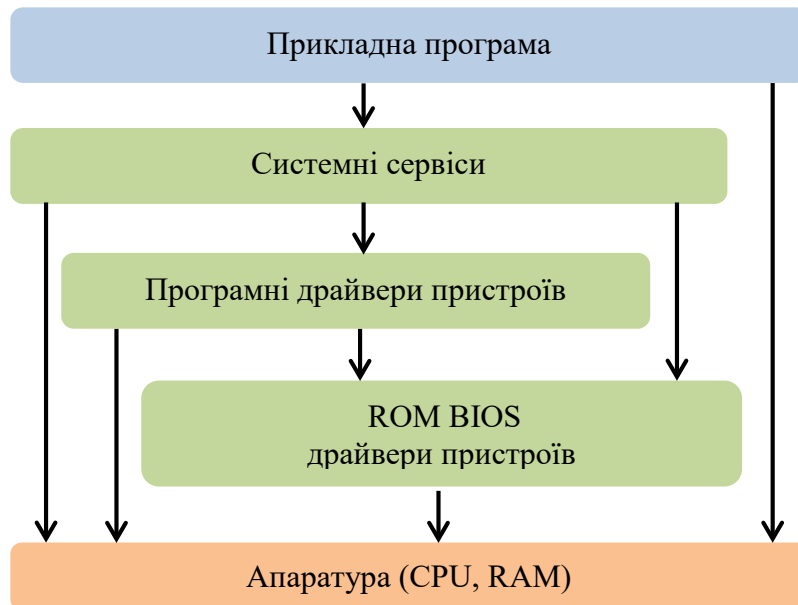 Прикладна програма
Системні сервіси
Програмні драйвери пристроїв
ROM BIOS
драйвери пристроїв
Апаратура (CPU, RAM)